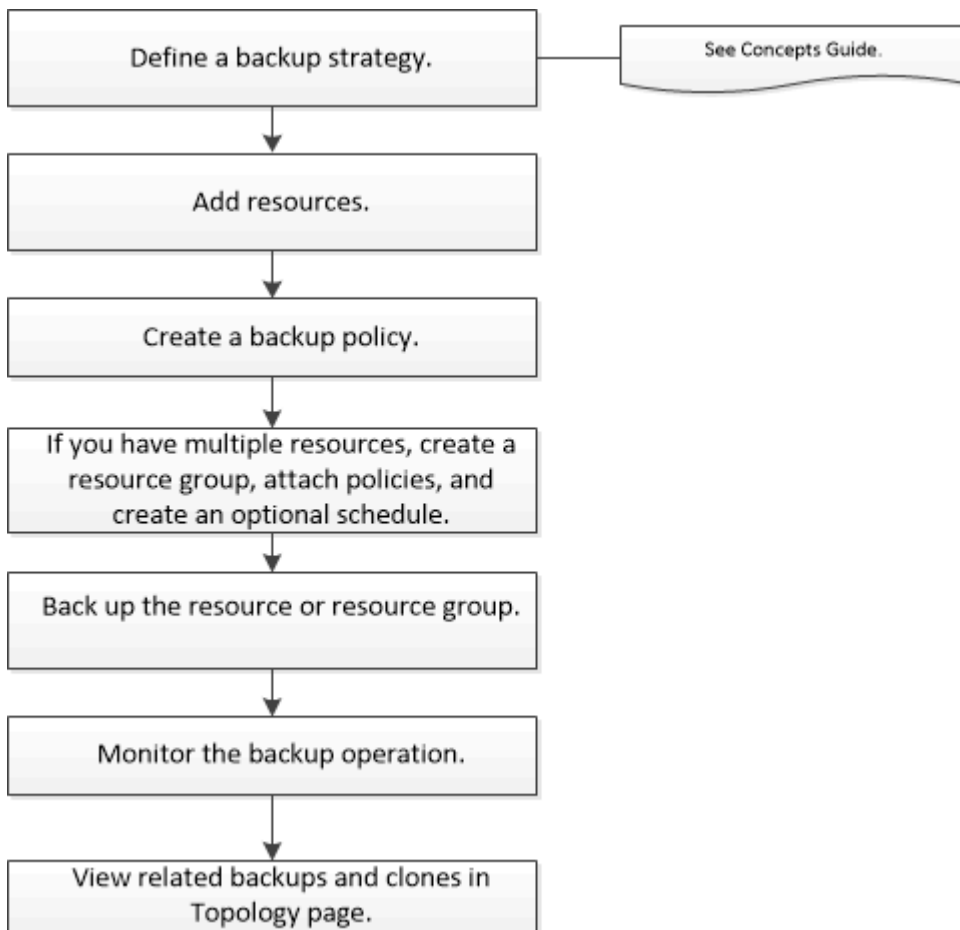 Define a backup strategy.
See Concepts Guide.
Add resources.
Create a backup policy.
If you have multiple resources, create a
resource group, attach policies, and
create an optional schedule.
Back up the resource or resource group.
Monitor the backup operation.
View related backups and clones in
Topology page.